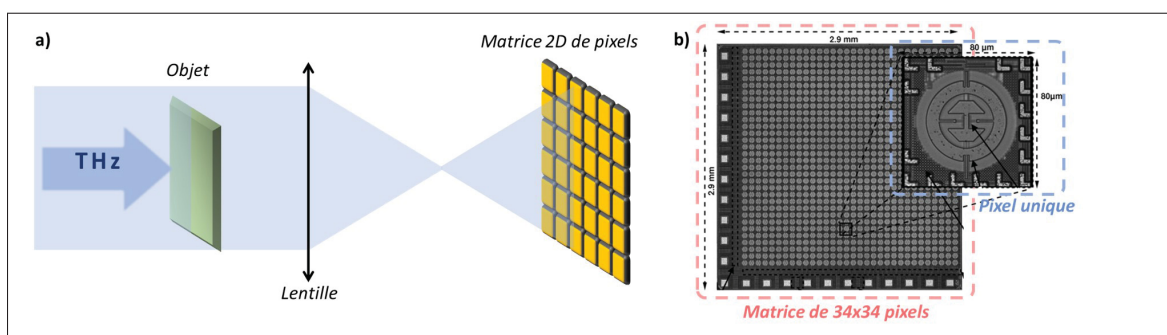 a)
Objet
THz
Lentille
Matrice 2D de pixels
b)
2.9 mm
2.9 mm
80 µm
80µm
Pixel unique
Matrice de 34x34 pixels